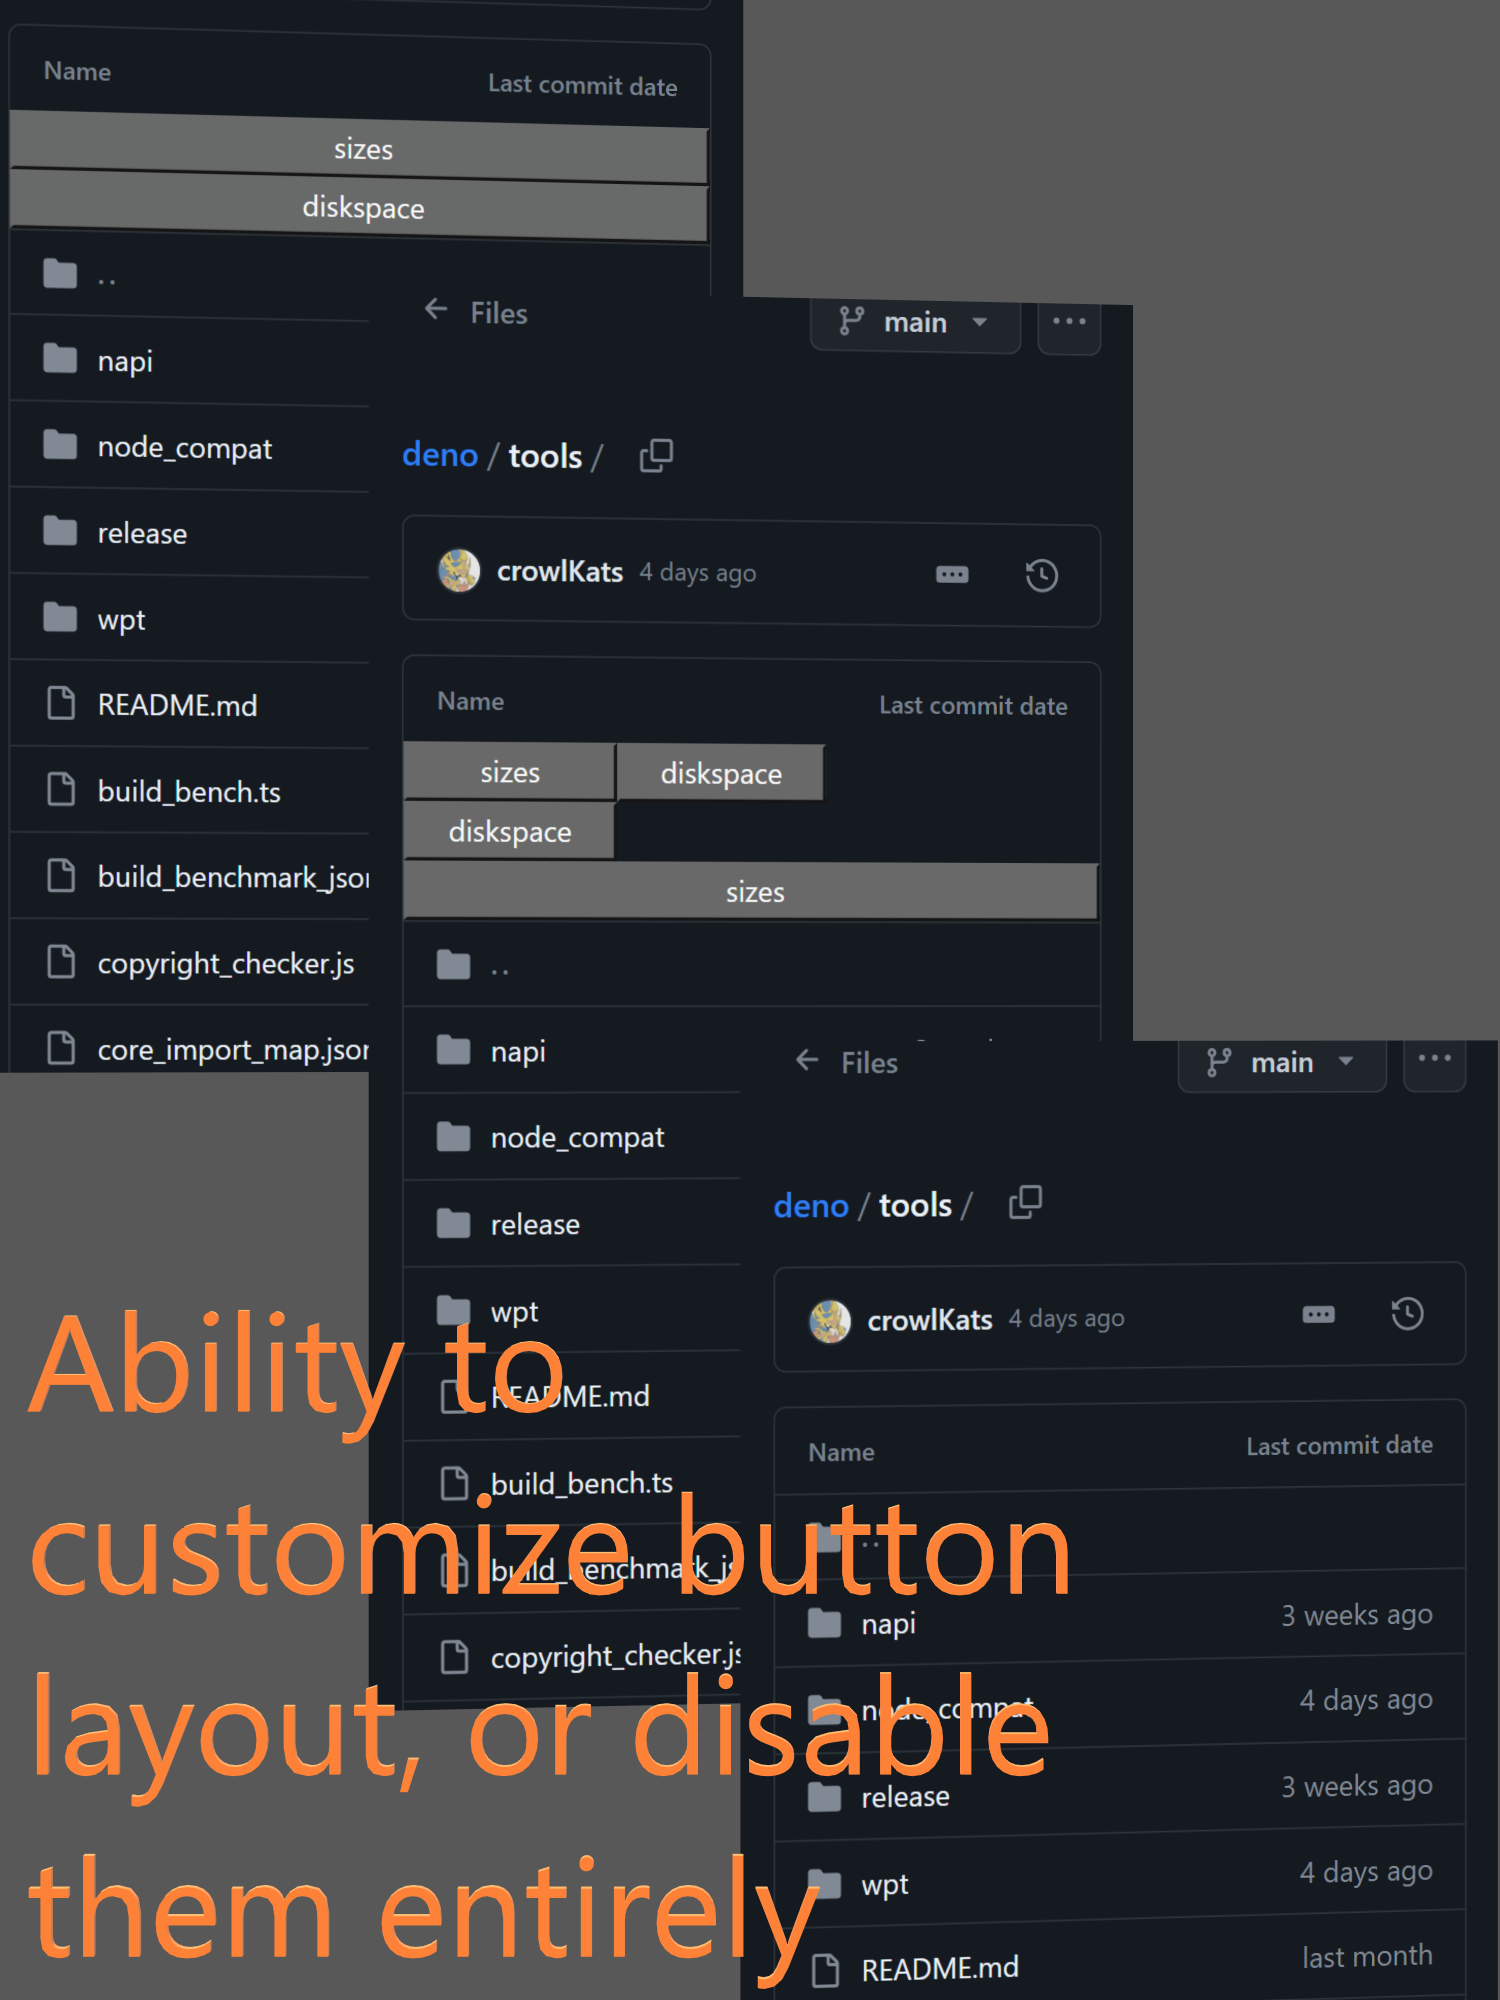 Name Last commit date
sizes
diskspace
..
napi
node_compat
release
wpt
README.md
build_bench.ts
build_benchmark_json
copyright_checker.js
core_import_map.json
Files main ...
deno / tools /
crowlKats 4 days ago
Name Last commit date
sizes diskspace
diskspace
sizes
..
napi
node_compat
release
wpt
README.md
build_bench.ts
build_benchmark_js
copyright_checker.js
Files main ...
deno / tools /
crowlKats 4 days ago
Name Last commit date
..
napi 3 weeks ago
node_compat 4 days ago
release 3 weeks ago
wpt 4 days ago
README.md last month
Ability to
customize button
layout, or disable
them entirely